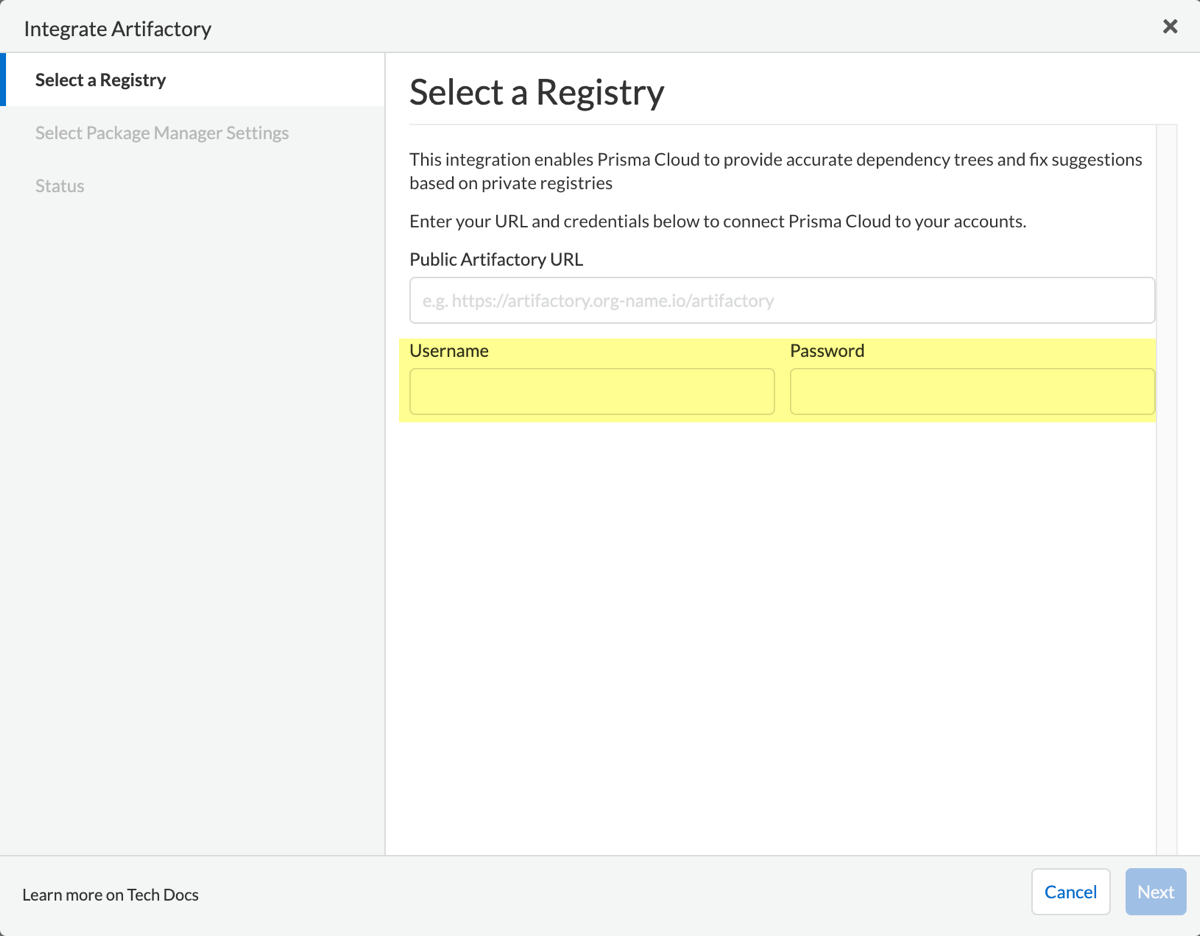 Integrate Artifactory
Select a Registry
Select Package Manager Settings
Status
Select a Registry
This integration enables Prisma Cloud to provide accurate dependency trees and fix suggestions
based on private registries
Enter your URL and credentials below to connect Prisma Cloud to your accounts.
Public Artifactory URL
e.g. https://artifactory.org-name.io/artifactory
Username Password
Learn more on Tech Docs
Cancel Next